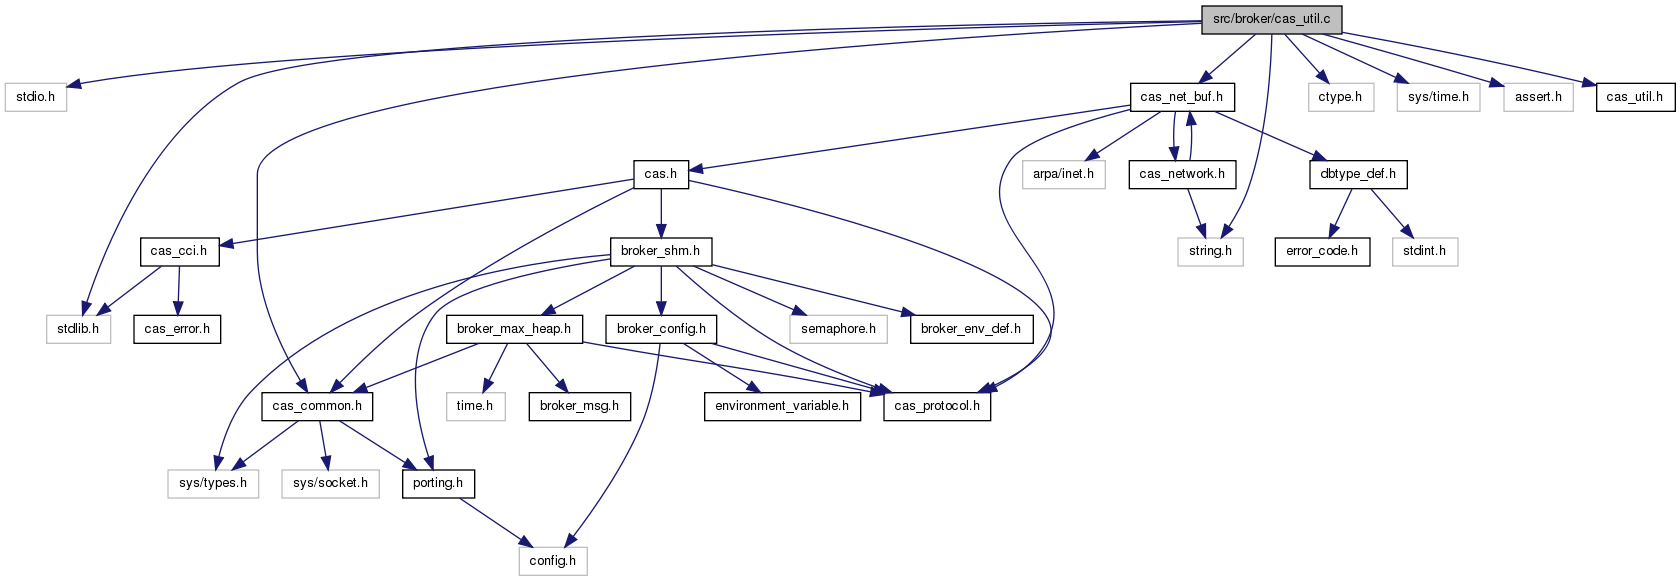 src/broker/cas_util.c
stdio.h
cas_net_buf.h
ctype.h
sys/time.h
assert.h
cas_util.h
cas.h
arpa/inet.h
cas_network.h
dbtype_def.h
cas_cci.h
broker_shm.h
string.h
error_code.h
stdint.h
stdlib.h
cas_error.h
broker_max_heap.h
broker_config.h
semaphore.h
broker_env_def.h
cas_common.h
time.h
broker_msg.h
environment_variable.h
cas_protocol.h
sys/types.h
sys/socket.h
porting.h
config.h